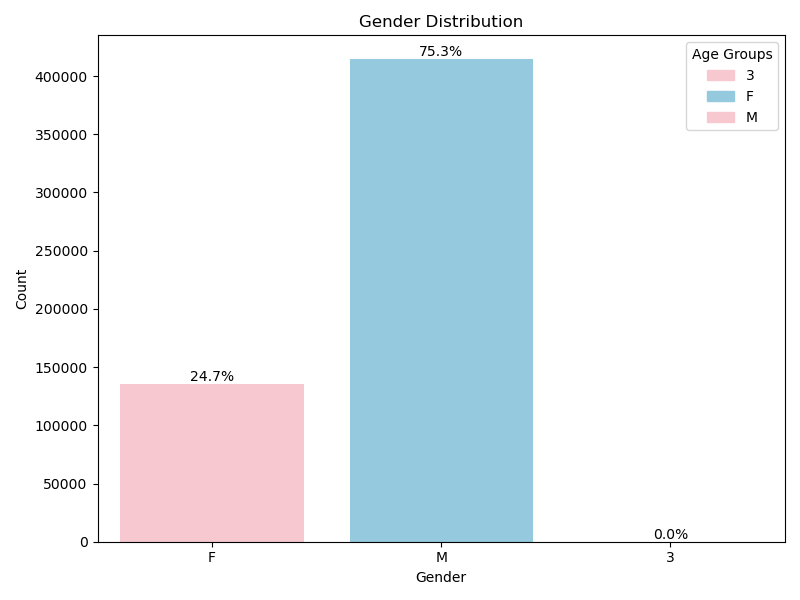 Gender Distribution
75.3%
Age Groups
3
F
M
400000
350000
300000
250000
200000
150000
100000
50000
0
Count
24.7%
0.0%
F
M
3
Gender